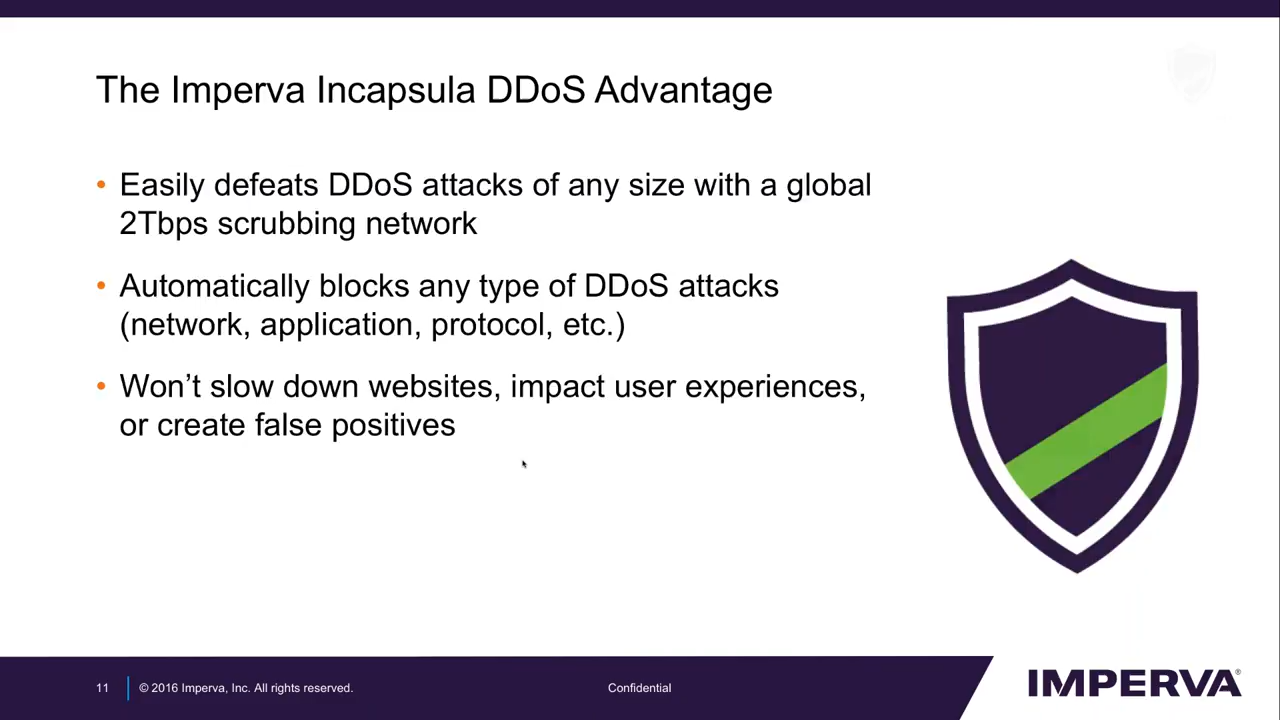 The Imperva Incapsula DDoS Advantage
• Easily defeats DDoS attacks of any size with a global
2Tbps scrubbing network
• Automatically blocks any type of DDoS attacks
(network, application, protocol, etc.)
• Won’t slow down websites, impact user experiences,
or create false positives
11
© 2016 Imperva, Inc. All rights reserved.
Confidential
IMPERVA®